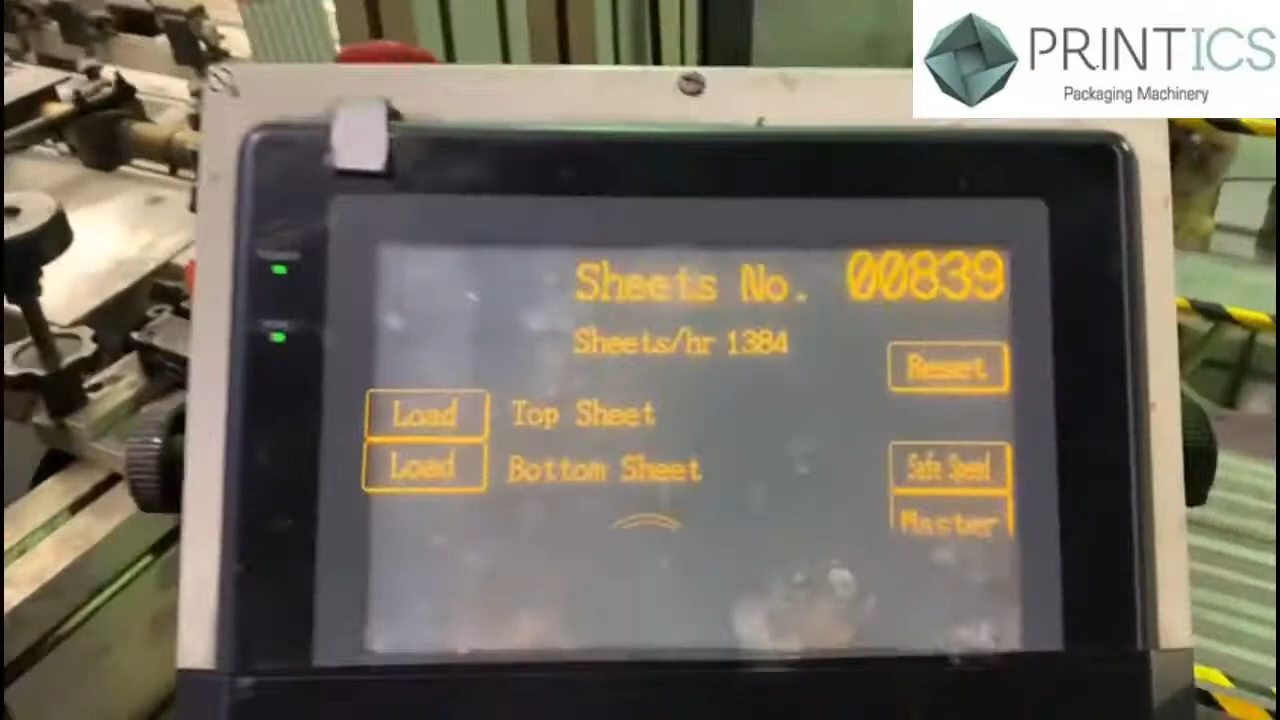 PRINTICS
Packaging Machinery
Sheets No. 00839
Sheets/hr 1384
Reset
Load Top Sheet
Load Bottom Sheet
Safe Speed
Master